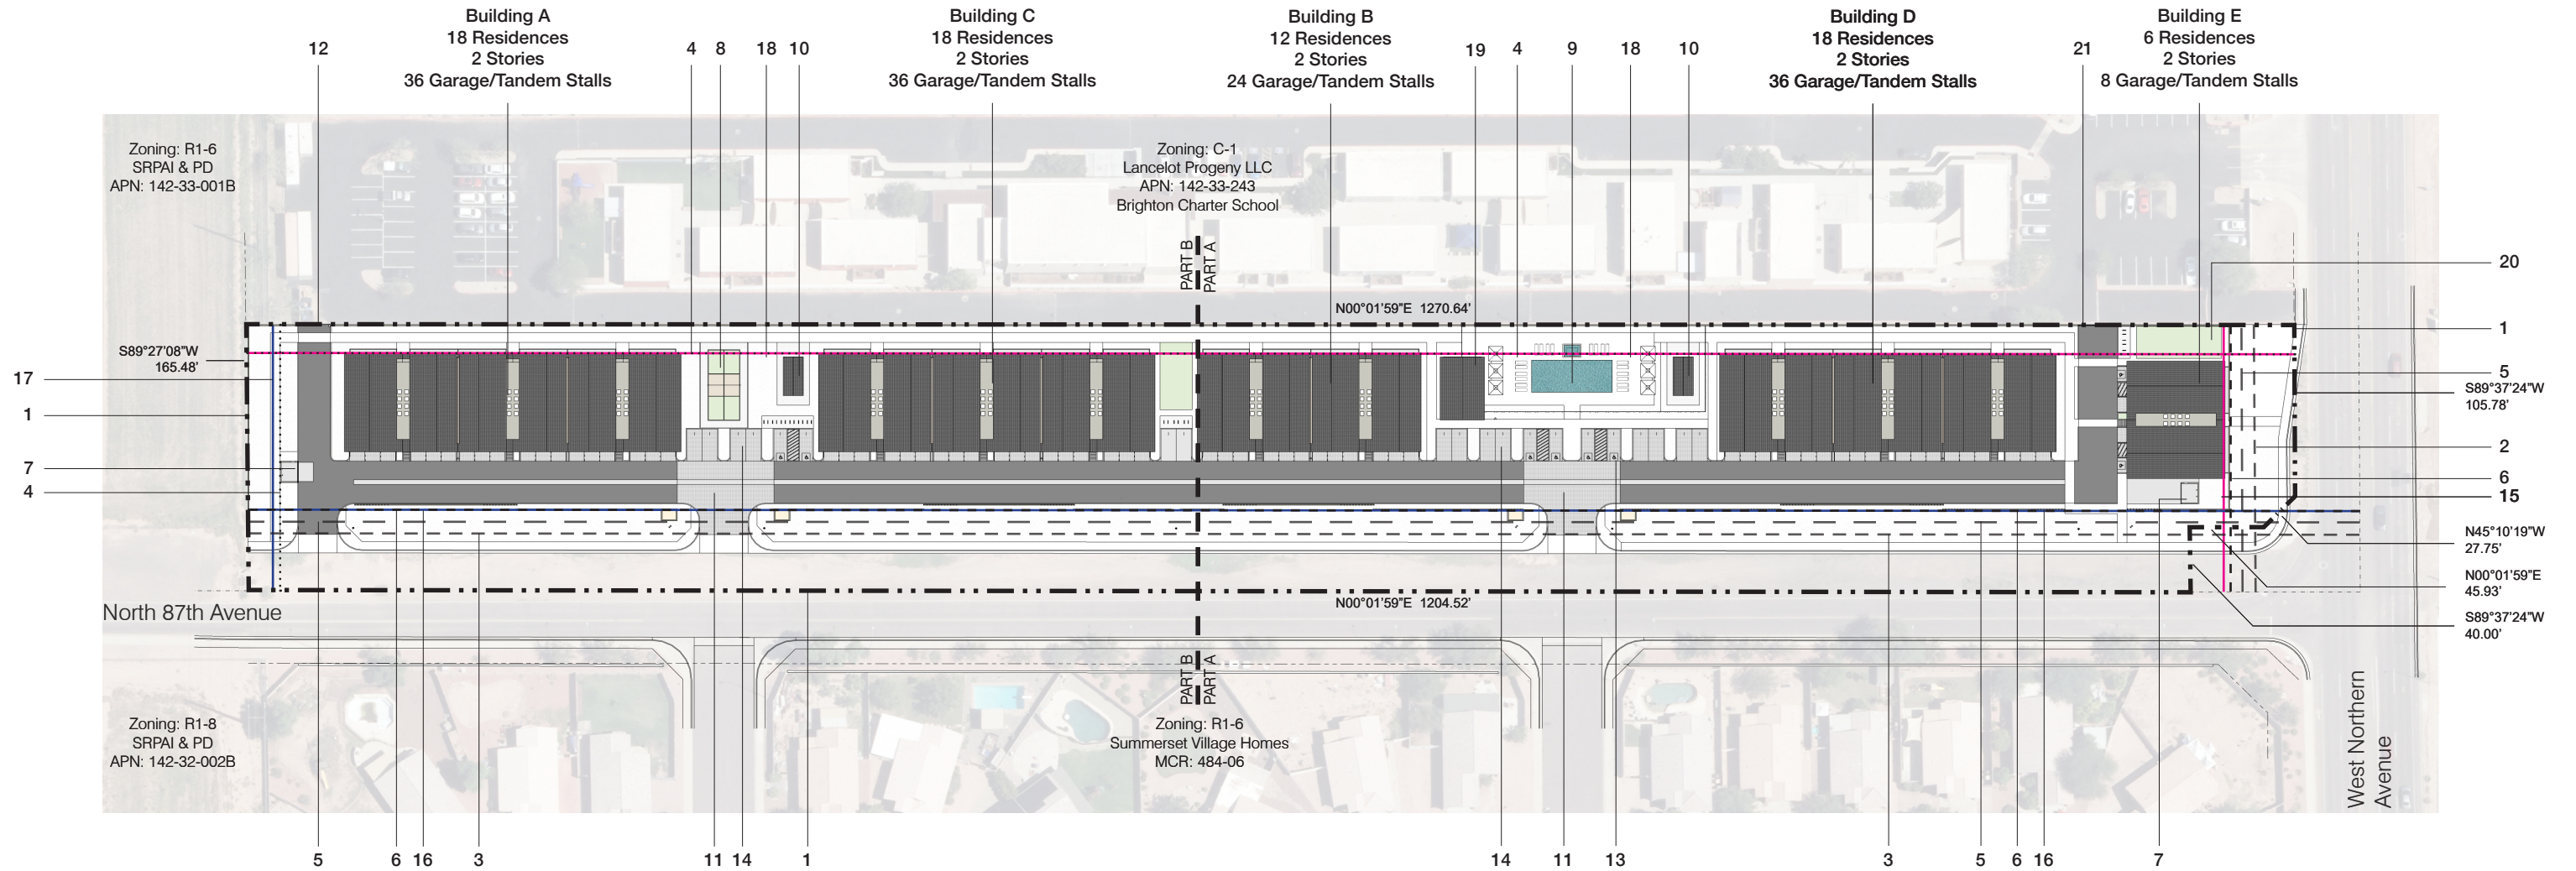 Building A
18 Residences
2 Stories
36 Garage/Tandem Stalls
Building C
18 Residences
2 Stories
36 Garage/Tandem Stalls
Building B
12 Residences
2 Stories
24 Garage/Tandem Stalls
Building D
18 Residences
2 Stories
36 Garage/Tandem Stalls
Building E
6 Residences
2 Stories
8 Garage/Tandem Stalls
12
4
8
18
10
19
4
9
18
10
21
Zoning: R1-6
SRPAI & PD
APN: 142-33-001B
Zoning: C-1
Lancelot Progeny LLC
APN: 142-33-243
Brighton Charter School
PART B
PART A
N00°01'59"E 1270.64'
S89°27'08"W
165.48'
17
1
7
4
20
1
5
S89°37'24"W
105.78'
2
6
15
N45°10'19"W
27.75'
N00°01'59"E
45.93'
S89°37'24"W
40.00'
North 87th Avenue
N00°01'59"E 1204.52'
PART B
PART A
Zoning: R1-8
SRPAI & PD
APN: 142-32-002B
Zoning: R1-6
Summerset Village Homes
MCR: 484-06
West Northern
Avenue
5
6
16
3
11
14
1
14
11
13
3
5
6
16
7